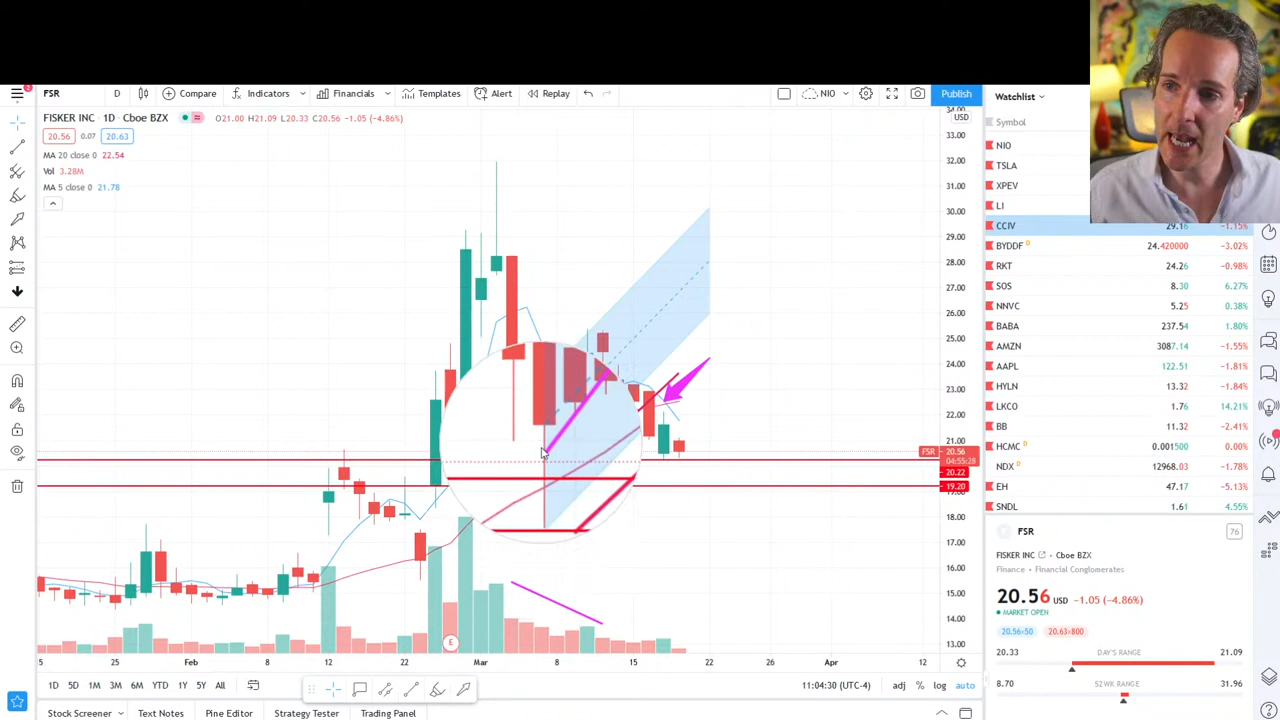 FSR D Compare Indicators Financials Templates Alert Replay NIO Publish
2
FISKER INC · 1D · Cboe BZX O21.00 H21.09 L20.33 C20.56 −1.05 (−4.86%)
20.56 0.07 20.63
MA 20 close 0 22.54
Vol 3.28M
MA 5 close 0 21.78
USD
33.00
32.00
31.00
30.00
28.00
27.00
26.00
25.00
24.00
23.00
22.00
21.00
FSR 20.56
04:55:28
20.22
19.20
18.00
17.00
16.00
15.00
14.00
13.00
E
5 25 Feb 8 12 22 Mar 8 15 22 26 Apr 12
1D 5D 1M 3M 6M YTD 1Y 5Y All
11:04:30 (UTC-4) adj % log auto
Stock Screener Text Notes Pine Editor Strategy Tester Trading Panel
Watchlist
Symbol
NIO
TSLA
XPEV
LI
CCIV 29.16 −1.15%
BYDDF D 24.420000 −3.02%
RKT 24.26 −0.98%
SOS 8.30 6.27%
NNVC 5.25 0.38%
BABA 237.54 1.80%
AMZN 3087.14 −1.55%
AAPL 122.51 −1.81%
HYLN 13.32 −1.84%
LKCO 1.76 14.21%
BB 11.32 −2.41%
HCMC D 0.001500 0.00%
NDX D 12968.03 −1.78%
EH 47.17 −5.13%
SNDL 1.61 4.55%
FSR 76
FISKER INC Cboe BZX
Finance · Financial Conglomerates
20.56 USD −1.05 (−4.86%)
MARKET OPEN
20.56×50 20.63×800
20.33 DAY'S RANGE 21.09
8.70 52WK RANGE 31.96